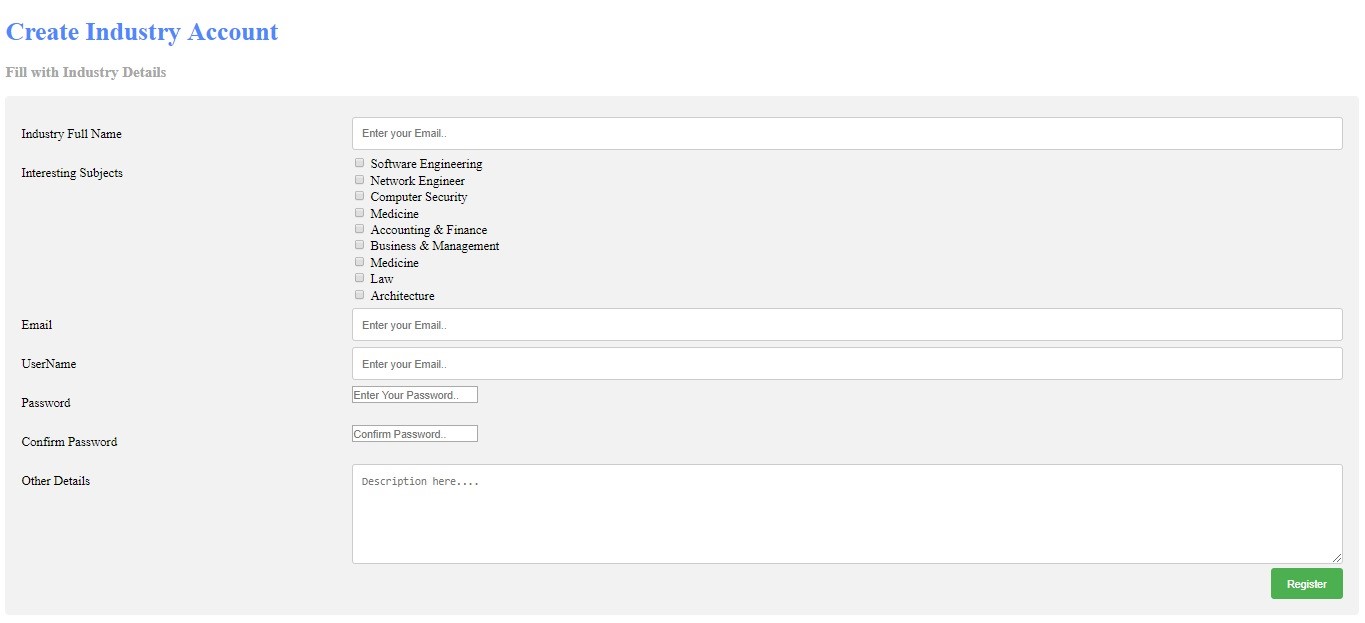 Create Industry Account
Fill with Industry Details
Industry Full Name
Enter your Email..
Interesting Subjects
Software Engineering
Network Engineer
Computer Security
Medicine
Accounting & Finance
Business & Management
Medicine
Law
Architecture
Email
Enter your Email..
UserName
Enter your Email..
Password
Enter Your Password..
Confirm Password
Confirm Password..
Other Details
Description here....
Register